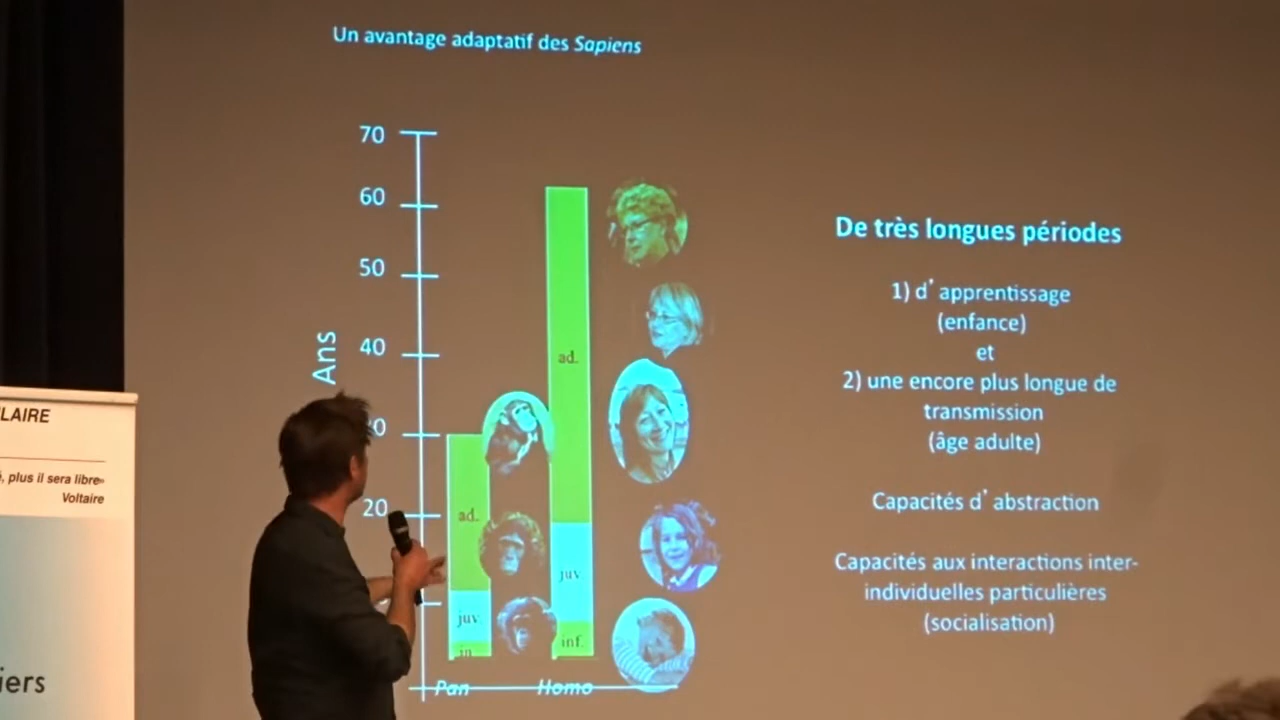 Un avantage adaptatif des Sapiens
70
60
50
40
0
20
Ans
ad.
juv
in
ad.
juv
inf.
Pan
Homo
De très longues périodes
1) d' apprentissage
(enfance)
et
2) une encore plus longue de
transmission
(âge adulte)
Capacités d' abstraction
Capacités aux interactions inter-
individuelles particulières
(socialisation)
LAIRE
, plus il sera libre»
Voltaire
iers